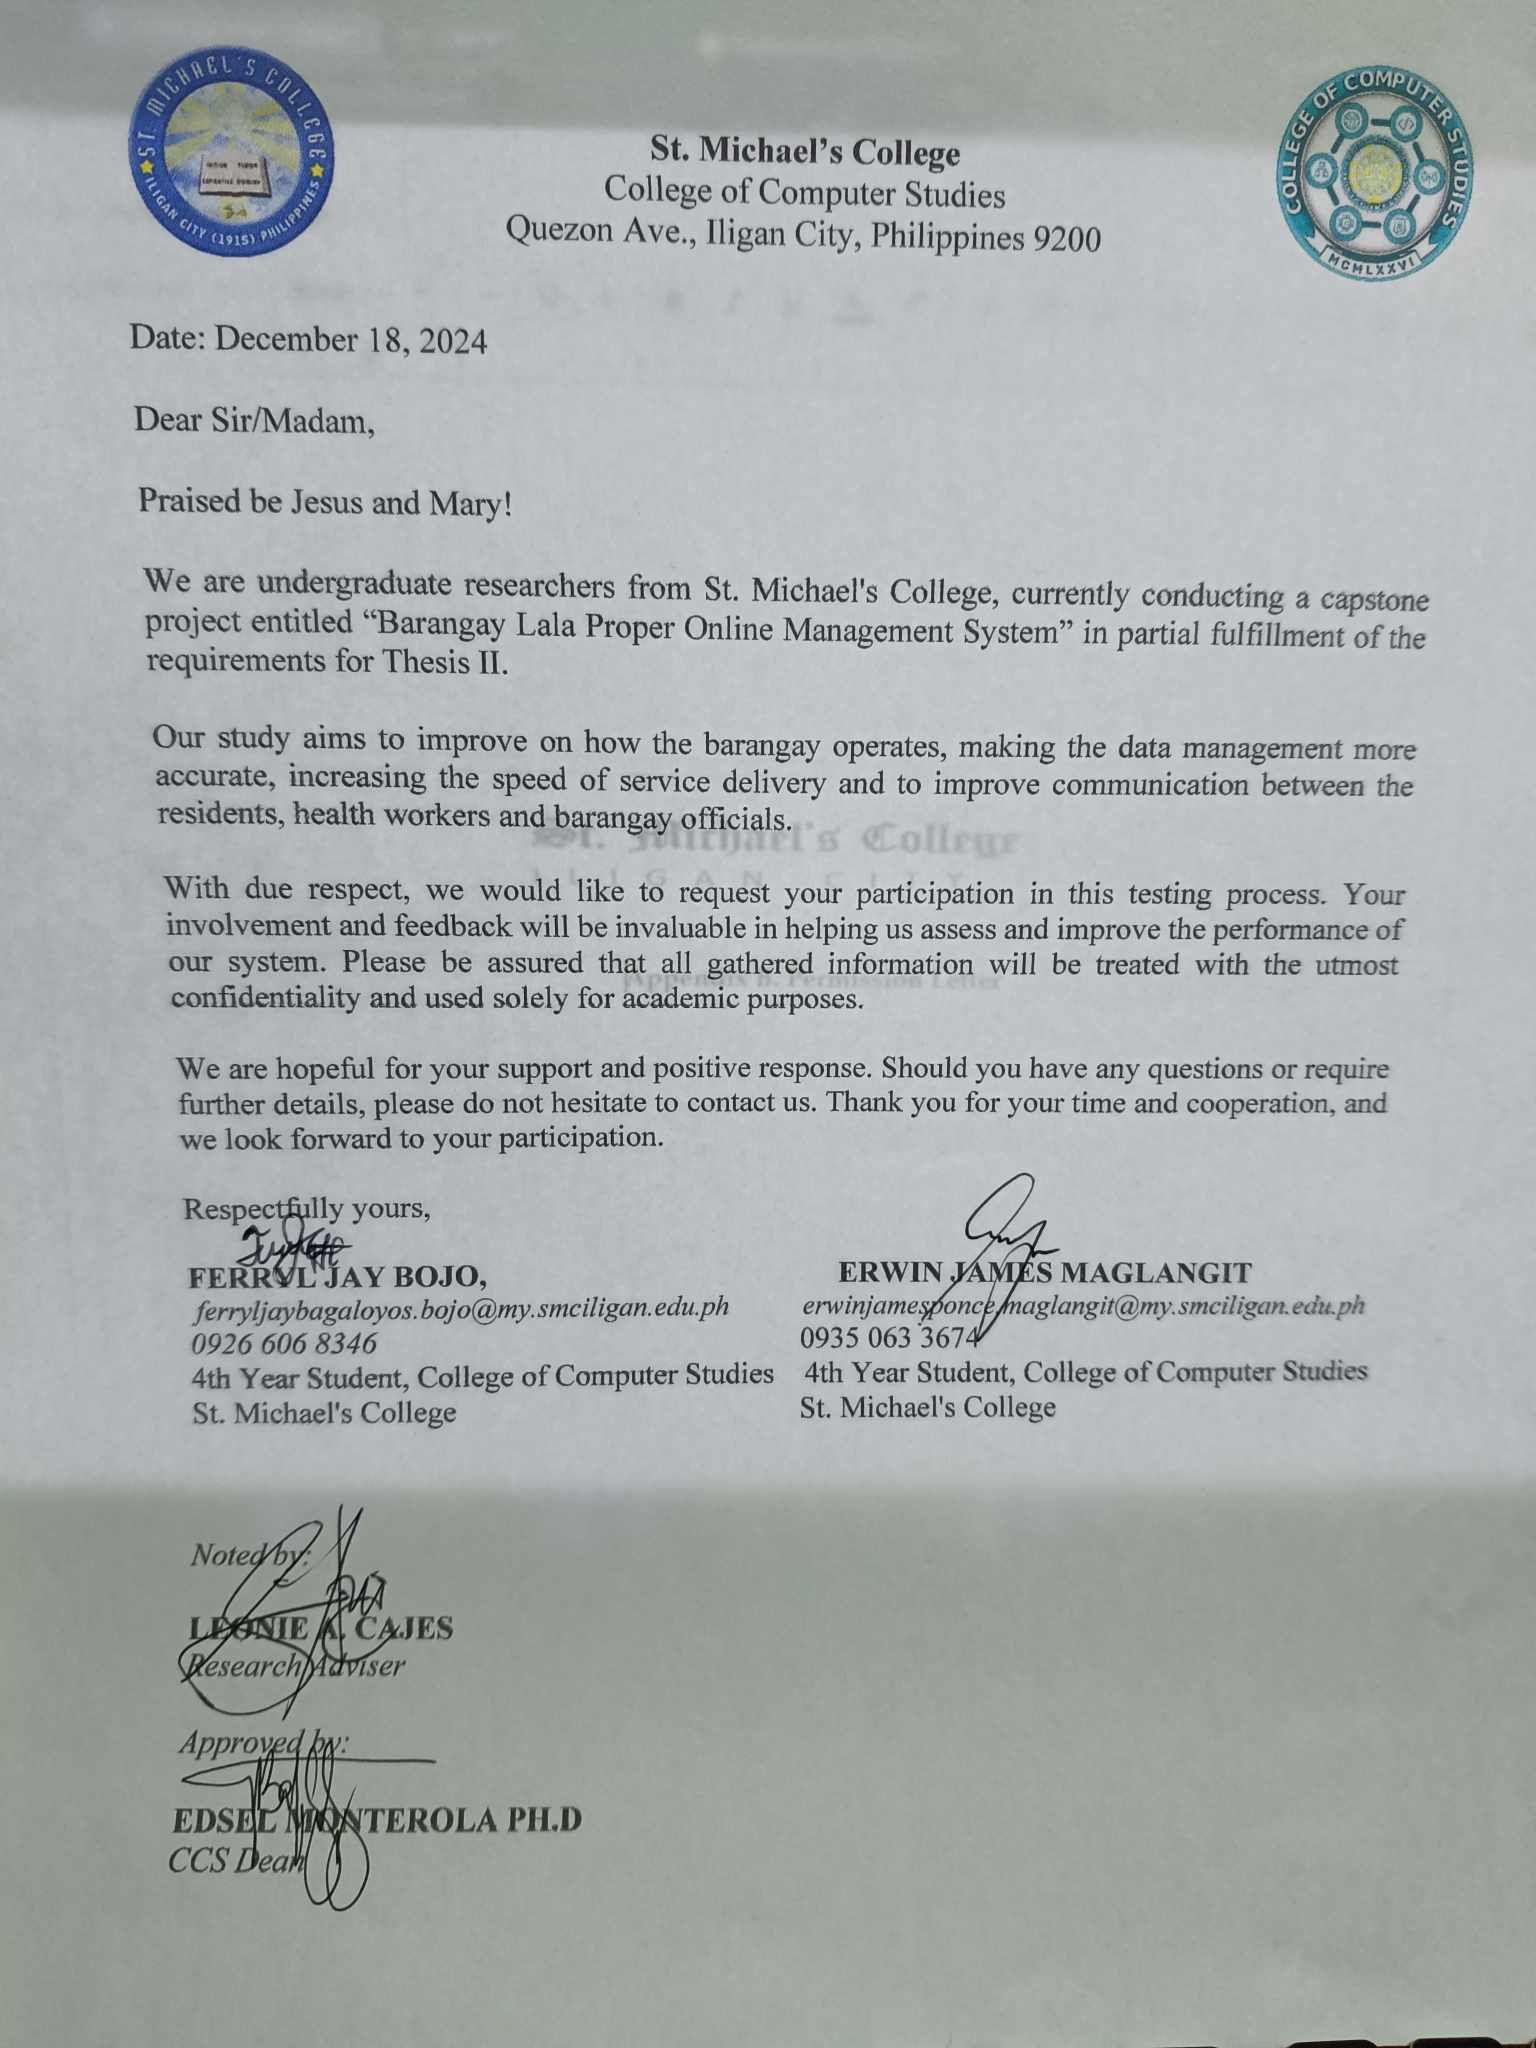 ST. MICHAEL'S COLLEGE
ILIGAN CITY (1915) PHILIPPINES
COLLEGE OF COMPUTER STUDIES
MCMLXXVI
St. Michael's College
College of Computer Studies
Quezon Ave., Iligan City, Philippines 9200
Date: December 18, 2024
Dear Sir/Madam,
Praised be Jesus and Mary!
We are undergraduate researchers from St. Michael's College, currently conducting a capstone
project entitled “Barangay Lala Proper Online Management System” in partial fulfillment of the
requirements for Thesis II.
Our study aims to improve on how the barangay operates, making the data management more
accurate, increasing the speed of service delivery and to improve communication between the
residents, health workers and barangay officials.
St. Michael's College
ILIGAN CITY
With due respect, we would like to request your participation in this testing process. Your
involvement and feedback will be invaluable in helping us assess and improve the performance of
our system. Please be assured that all gathered information will be treated with the utmost
Permission Letter
confidentiality and used solely for academic purposes.
We are hopeful for your support and positive response. Should you have any questions or require
further details, please do not hesitate to contact us. Thank you for your time and cooperation, and
we look forward to your participation.
Respectfully yours,
FERRYL JAY BOJO,
ferryljaybagaloyos.bojo@my.smciligan.edu.ph
0926 606 8346
4th Year Student, College of Computer Studies
St. Michael's College
ERWIN JAMES MAGLANGIT
erwinjamesponce.maglangit@my.smciligan.edu.ph
0935 063 3674
4th Year Student, College of Computer Studies
St. Michael's College
Noted by:
LEONIE A. CAJES
Research Adviser
Approved by:
EDSEL MONTEROLA PH.D
CCS Dean